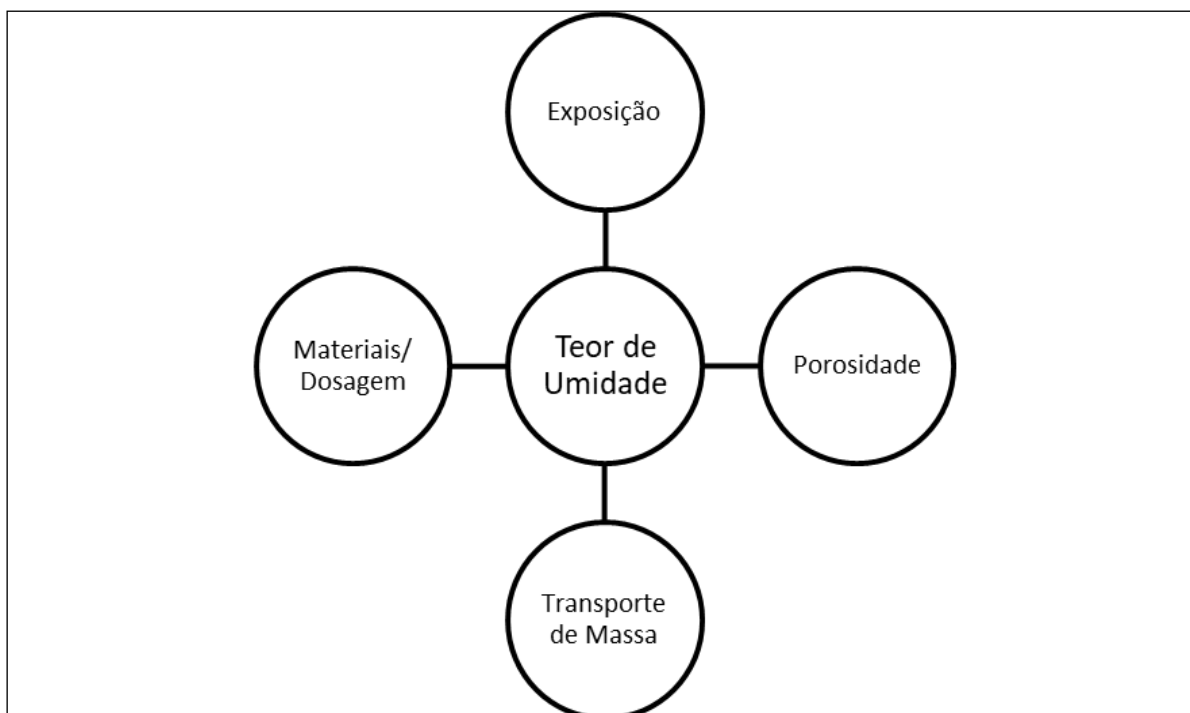 Exposição
Materiais/
Dosagem
Teor de
Umidade
Porosidade
Transporte
de Massa